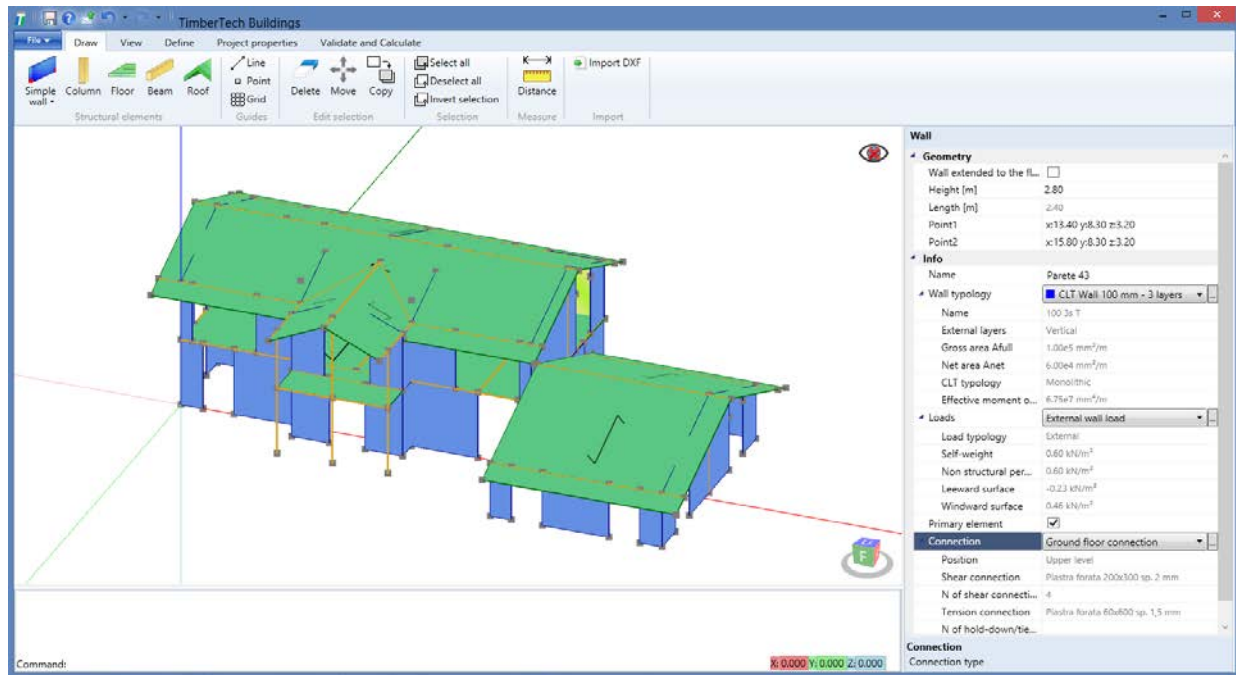 TimberTech Buildings
File Draw View Define Project properties Validate and Calculate
Simple wall Column Floor Beam Roof
Line
Point
Grid
Delete Move Copy
Select all
Deselect all
Invert selection
Distance
Import DXF
Structural elements Guides Edit selection Selection Measure Import
Wall
Geometry
Wall extended to the fl...
Height [m] 2.80
Length [m] 2.40
Point1 x:13.40 y:8.30 z:3.20
Point2 x:15.80 y:8.30 z:3.20
Info
Name Parete 43
Wall typology CLT Wall 100 mm - 3 layers
Name 100 3s T
External layers Vertical
Gross area Afull 1.00e5 mm²/m
Net area Anet 6.00e4 mm²/m
CLT typology Monolithic
Effective moment o... 6.75e7 mm⁴/m
Loads External wall load
Load typology External
Self-weight 0.60 kN/m²
Non structural per... 0.60 kN/m²
Leeward surface -0.23 kN/m²
Windward surface 0.46 kN/m²
Primary element
Connection Ground floor connection
Position Upper level
Shear connection Piastra forata 200x300 sp. 2 mm
N of shear connecti... 4
Tension connection Piastra forata 60x600 sp. 1,5 mm
N of hold-down/tie...
Connection
Connection type
F
Command: X: 0.000 Y: 0.000 Z: 0.000